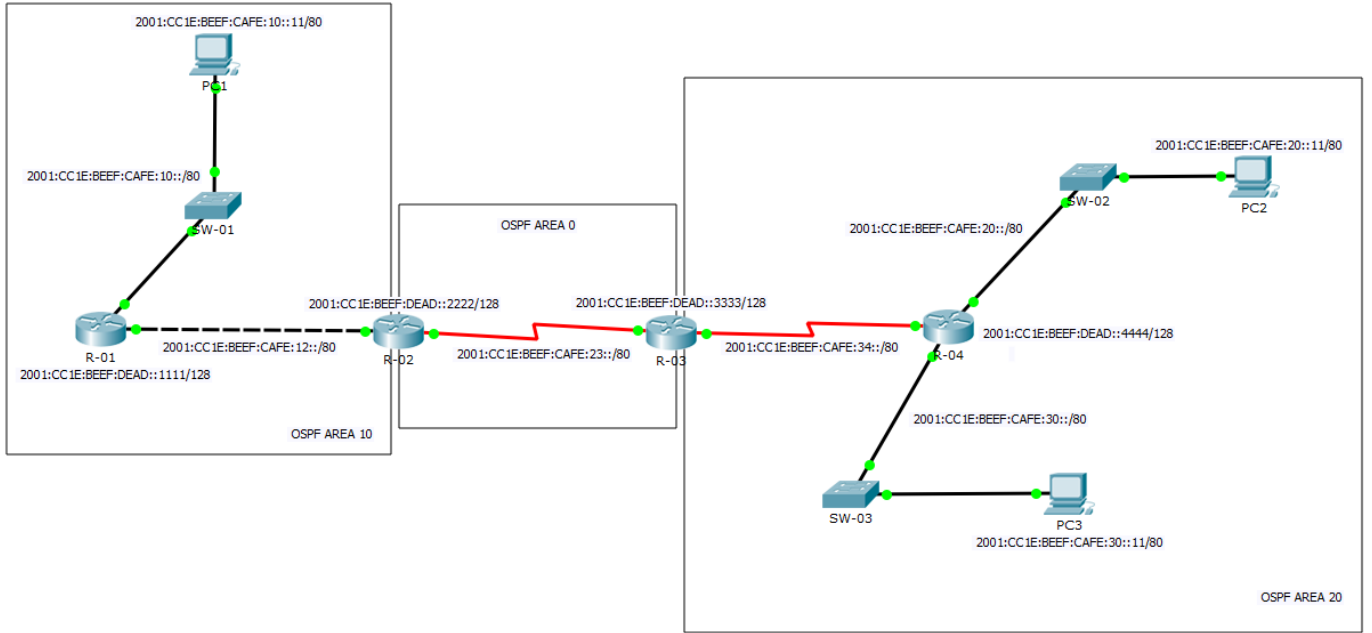 2001:CC1E:BEEF:CAFE:10::11/80
PC1
2001:CC1E:BEEF:CAFE:10::/80
SW-01
R-01
2001:CC1E:BEEF:CAFE:12::/80
2001:CC1E:BEEF:DEAD::1111/128
OSPF AREA 10
OSPF AREA 0
2001:CC1E:BEEF:DEAD::2222/128
R-02
2001:CC1E:BEEF:CAFE:23::/80
2001:CC1E:BEEF:DEAD::3333/128
R-03
2001:CC1E:BEEF:CAFE:34::/80
2001:CC1E:BEEF:CAFE:20::11/80
SW-02
PC2
2001:CC1E:BEEF:CAFE:20::/80
2001:CC1E:BEEF:DEAD::4444/128
R-04
2001:CC1E:BEEF:CAFE:30::/80
SW-03
PC3
2001:CC1E:BEEF:CAFE:30::11/80
OSPF AREA 20